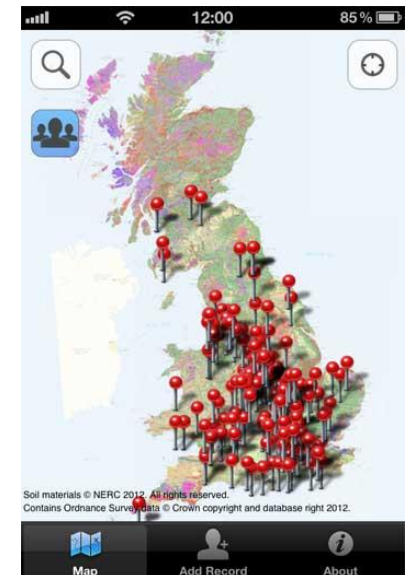 12:00
85%
Soil materials © NERC 2012. All rights reserved.
Contains Ordnance Survey data © Crown copyright and database right 2012.
Map
Add Record
About